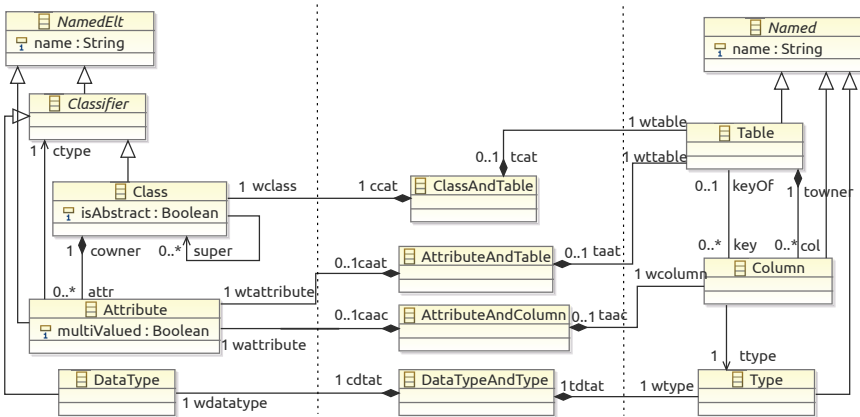 NamedElt
name : String
Named
name : String
Classifier
1 ctype
1 wtable
Table
0..1 tcat
1 wttable
Class
isAbstract : Boolean
1 wclass
1 ccat
ClassAndTable
0..1 keyOf
1 towner
1 cowner
0..* super
0..* key
0..* col
AttributeAndTable
0..1 taat
0..1caat
1 wcolumn
Column
0..* attr
1 wtattribute
Attribute
multiValued : Boolean
0..1caac
AttributeAndColumn
0..1 taac
1 wattribute
1 ttype
DataType
1 cdtat
DataTypeAndType
1tdtat
1 wtype
Type
1 wdatatype